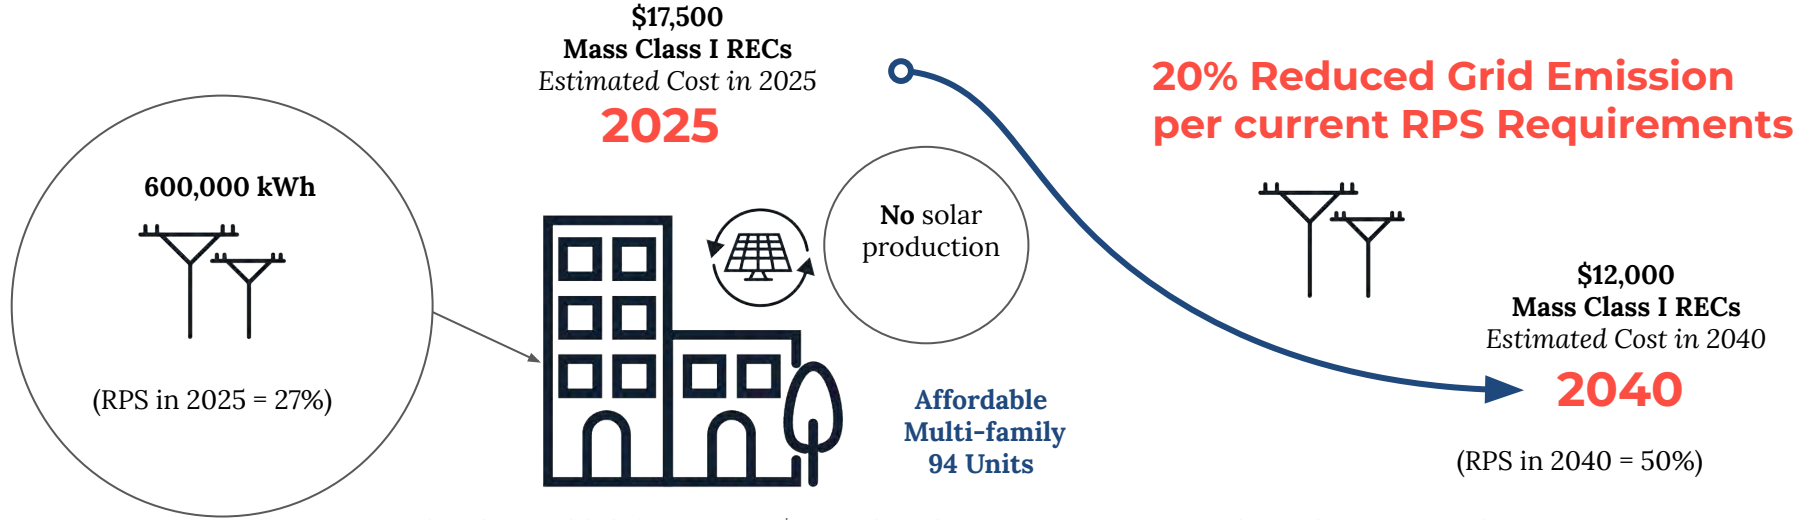 $17,500
Mass Class I RECs
Estimated Cost in 2025
2025
20% Reduced Grid Emission
per current RPS Requirements
600,000 kWh
(RPS in 2025 = 27%)
No solar
production
Affordable
Multi-family
94 Units
$12,000
Mass Class I RECs
Estimated Cost in 2040
2040
(RPS in 2040 = 50%)